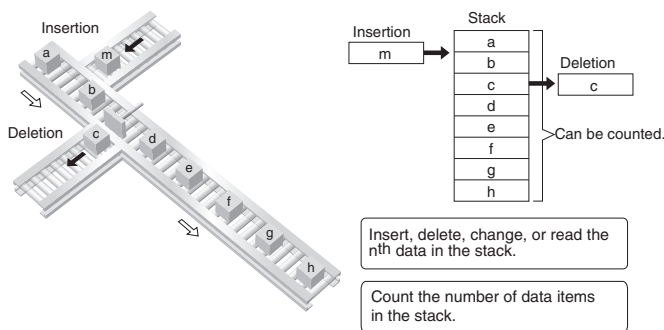 Insertion
a
m
b
Deletion
c
d
e
f
g
h
Insertion
m
Stack
a
b
c
d
e
f
g
h
Deletion
c
Can be counted.
Insert, delete, change, or read the
nth data in the stack.
Count the number of data items
in the stack.